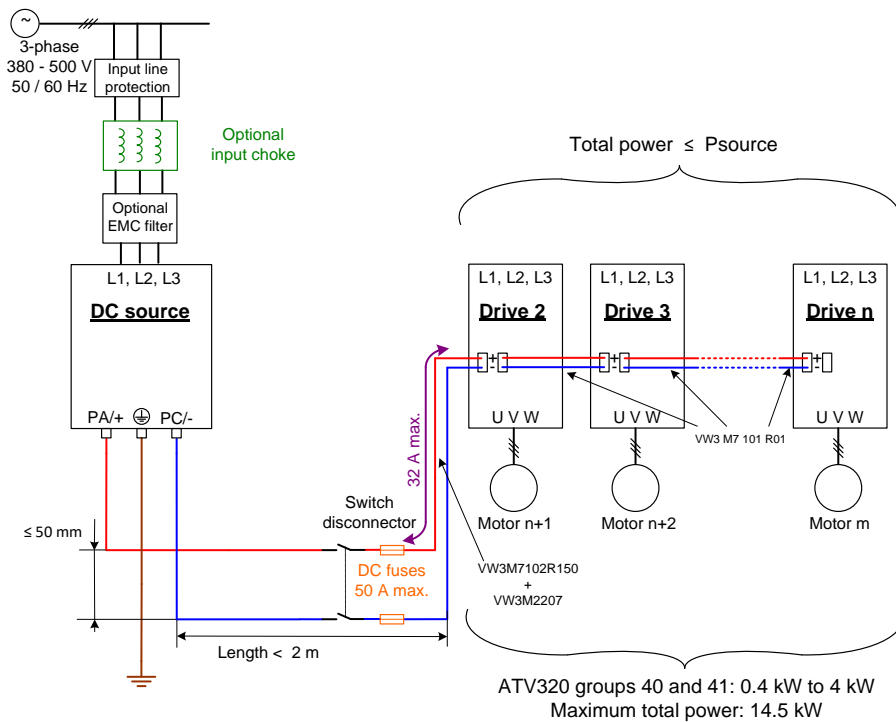 ~
3-phase
380 - 500 V
50 / 60 Hz
Input line
protection
Optional
input choke
Optional
EMC filter
L1, L2, L3
DC source
PA/+
PC/-
≤ 50 mm
Length < 2 m
Switch
disconnector
DC fuses
50 A max.
32 A max.
VW3M7102R150
+
VW3M2207
Total power ≤ Psource
L1, L2, L3
Drive 2
+
-
U V W
Motor n+1
L1, L2, L3
Drive 3
+
-
U V W
Motor n+2
VW3 M7 101 R01
L1, L2, L3
Drive n
+
-
U V W
Motor m
ATV320 groups 40 and 41: 0.4 kW to 4 kW
Maximum total power: 14.5 kW